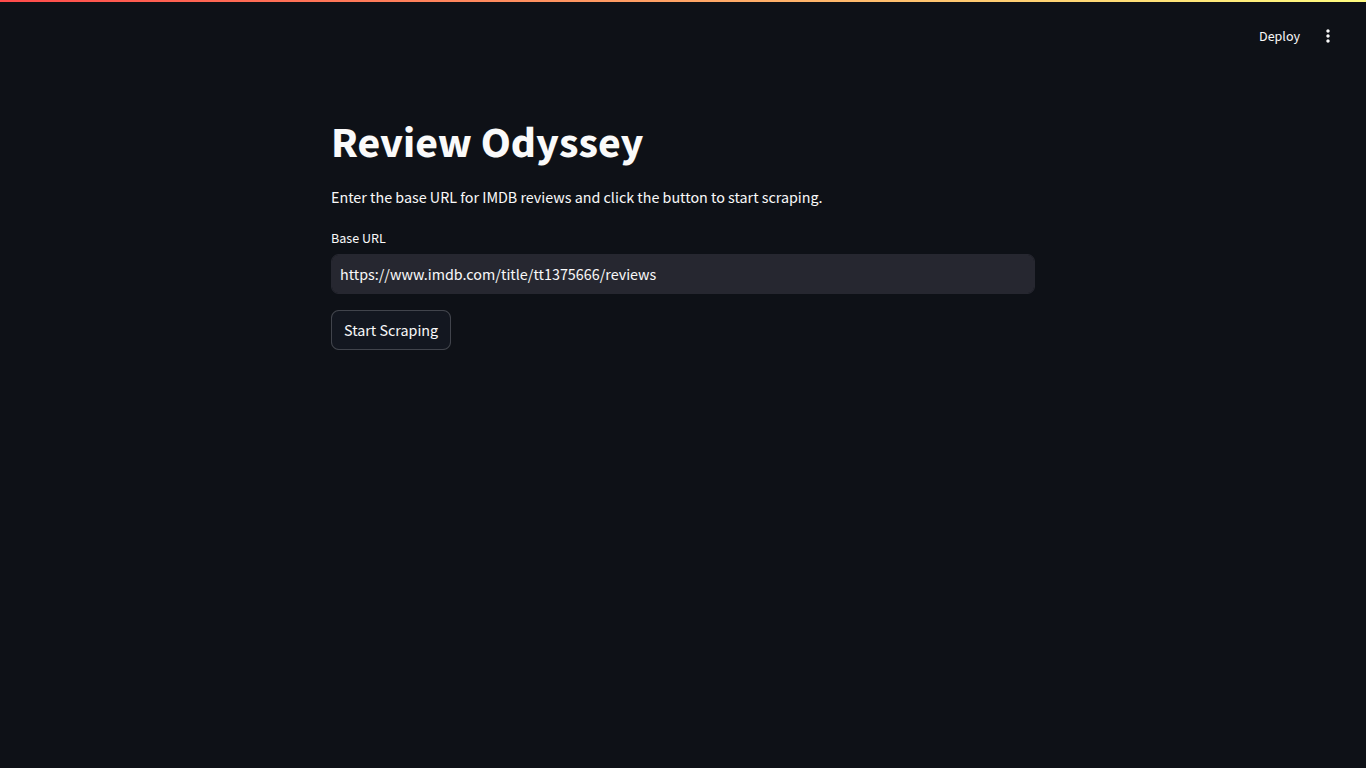 Deploy
Review Odyssey
Enter the base URL for IMDB reviews and click the button to start scraping.
Base URL
https://www.imdb.com/title/tt1375666/reviews
Start Scraping